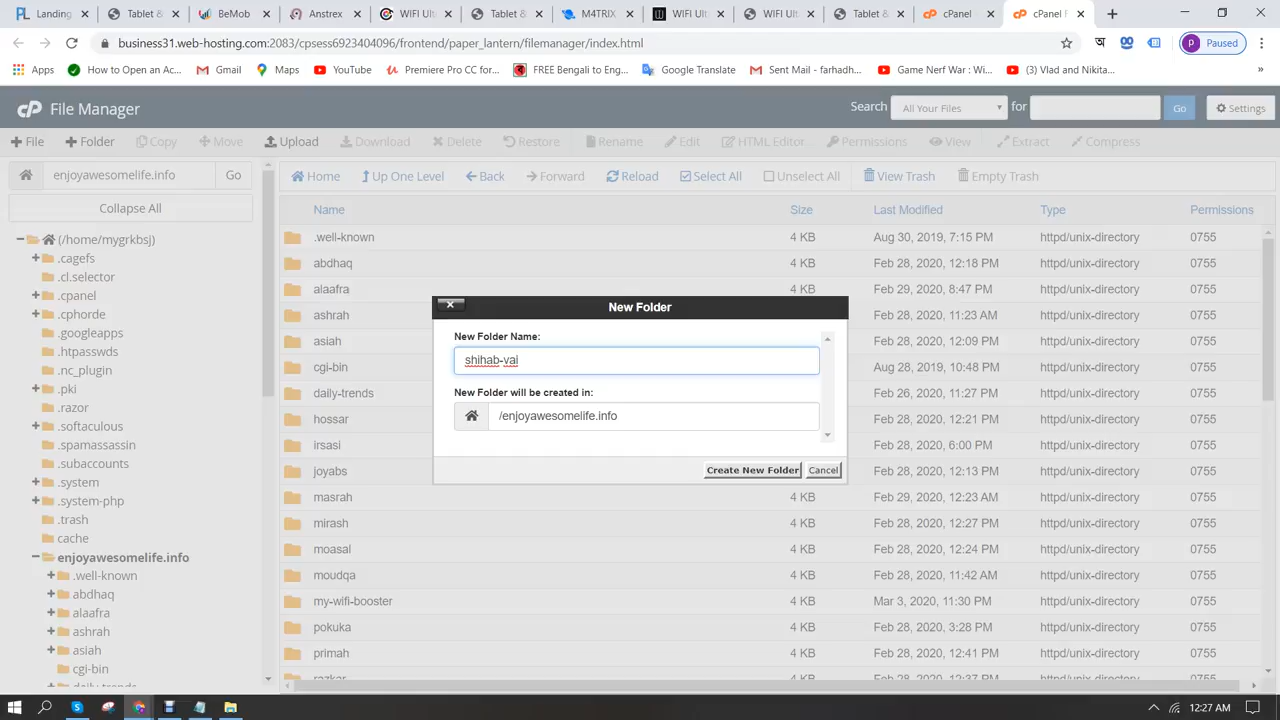 Landing
Tablet &
BeMob
Anstrex
WIFI Ult
Tablet &
M4TRIX
WIFI Ult
WIFI Ul
Tablet &
cPanel
cPanel F
business31.web-hosting.com:2083/cpsess6923404096/frontend/paper_lantern/filemanager/index.html
অ
P Paused
Apps
How to Open an Ac...
Gmail
Maps
YouTube
Premiere Pro CC for...
FREE Bengali to Eng...
Google Translate
Sent Mail - farhadh...
Game Nerf War : Wi...
(3) Vlad and Nikita...
»
cP File Manager
Search All Your Files for Go Settings
File
Folder
Copy
Move
Upload
Download
Delete
Restore
Rename
Edit
HTML Editor
Permissions
View
Extract
Compress
enjoyawesomelife.info Go
Collapse All
(/home/mygrkbsj)
.cagefs
.cl.selector
.cpanel
.cphorde
.googleapps
.htpasswds
.nc_plugin
.pki
.razor
.softaculous
.spamassassin
.subaccounts
.system
.system-php
.trash
cache
enjoyawesomelife.info
.well-known
abdhaq
alaafra
ashrah
asiah
cgi-bin
daily-trends
Home
Up One Level
Back
Forward
Reload
Select All
Unselect All
View Trash
Empty Trash
Name Size Last Modified Type Permissions
.well-known 4 KB Aug 30, 2019, 7:15 PM httpd/unix-directory 0755
abdhaq 4 KB Feb 28, 2020, 12:18 PM httpd/unix-directory 0755
alaafra 4 KB Feb 29, 2020, 8:47 PM httpd/unix-directory 0755
ashrah 4 KB Feb 28, 2020, 11:23 AM httpd/unix-directory 0755
asiah 4 KB Feb 28, 2020, 12:09 PM httpd/unix-directory 0755
cgi-bin 4 KB Aug 28, 2019, 10:48 PM httpd/unix-directory 0755
daily-trends 4 KB Feb 26, 2020, 11:27 PM httpd/unix-directory 0755
hossar 4 KB Feb 28, 2020, 12:21 PM httpd/unix-directory 0755
irsasi 4 KB Feb 28, 2020, 6:00 PM httpd/unix-directory 0755
joyabs 4 KB Feb 28, 2020, 12:13 PM httpd/unix-directory 0755
masrah 4 KB Feb 29, 2020, 12:23 AM httpd/unix-directory 0755
mirash 4 KB Feb 28, 2020, 12:27 PM httpd/unix-directory 0755
moasal 4 KB Feb 28, 2020, 12:24 PM httpd/unix-directory 0755
moudqa 4 KB Feb 28, 2020, 11:42 AM httpd/unix-directory 0755
my-wifi-booster 4 KB Mar 3, 2020, 11:30 PM httpd/unix-directory 0755
pokuka 4 KB Feb 28, 2020, 3:28 PM httpd/unix-directory 0755
primah 4 KB Feb 28, 2020, 12:41 PM httpd/unix-directory 0755
razkar 4 KB Feb 28, 2020, 12:37 PM httpd/unix-directory 0755
New Folder
New Folder Name:
shihab-vai
New Folder will be created in:
/enjoyawesomelife.info
Create New Folder Cancel
12:27 AM